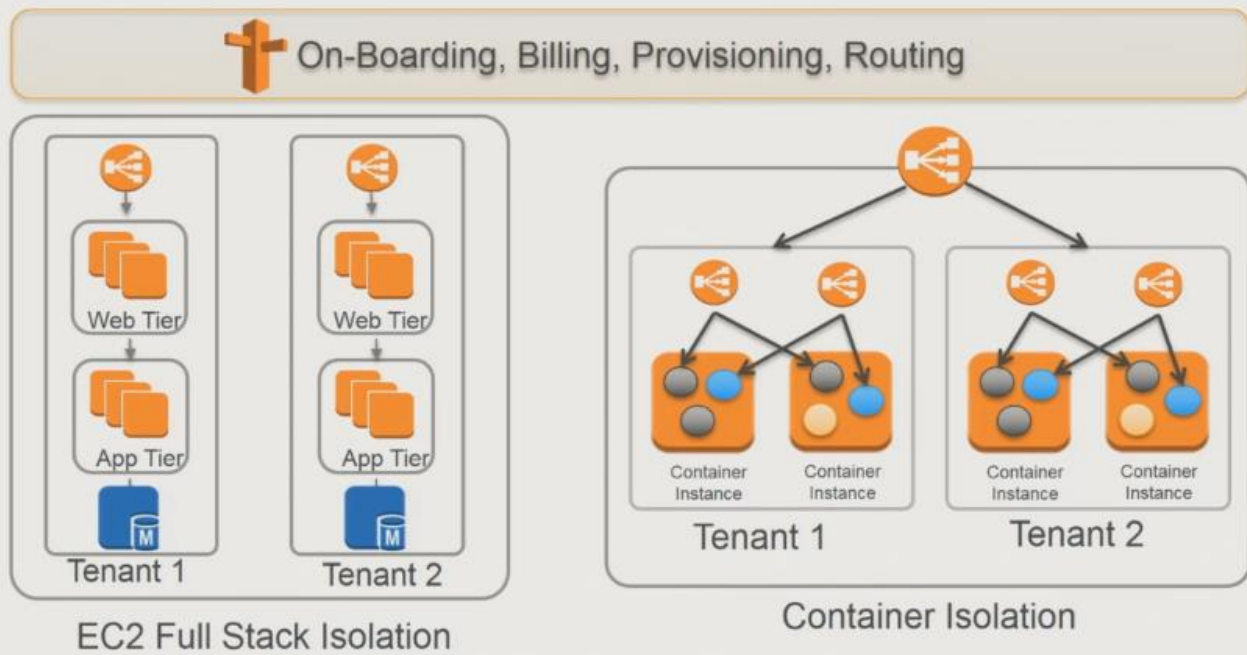 On-Boarding, Billing, Provisioning, Routing
Web Tier
App Tier
M
Tenant 1
Web Tier
App Tier
M
Tenant 2
EC2 Full Stack Isolation
Container
Instance
Container
Instance
Tenant 1
Container
Instance
Container
Instance
Tenant 2
Container Isolation